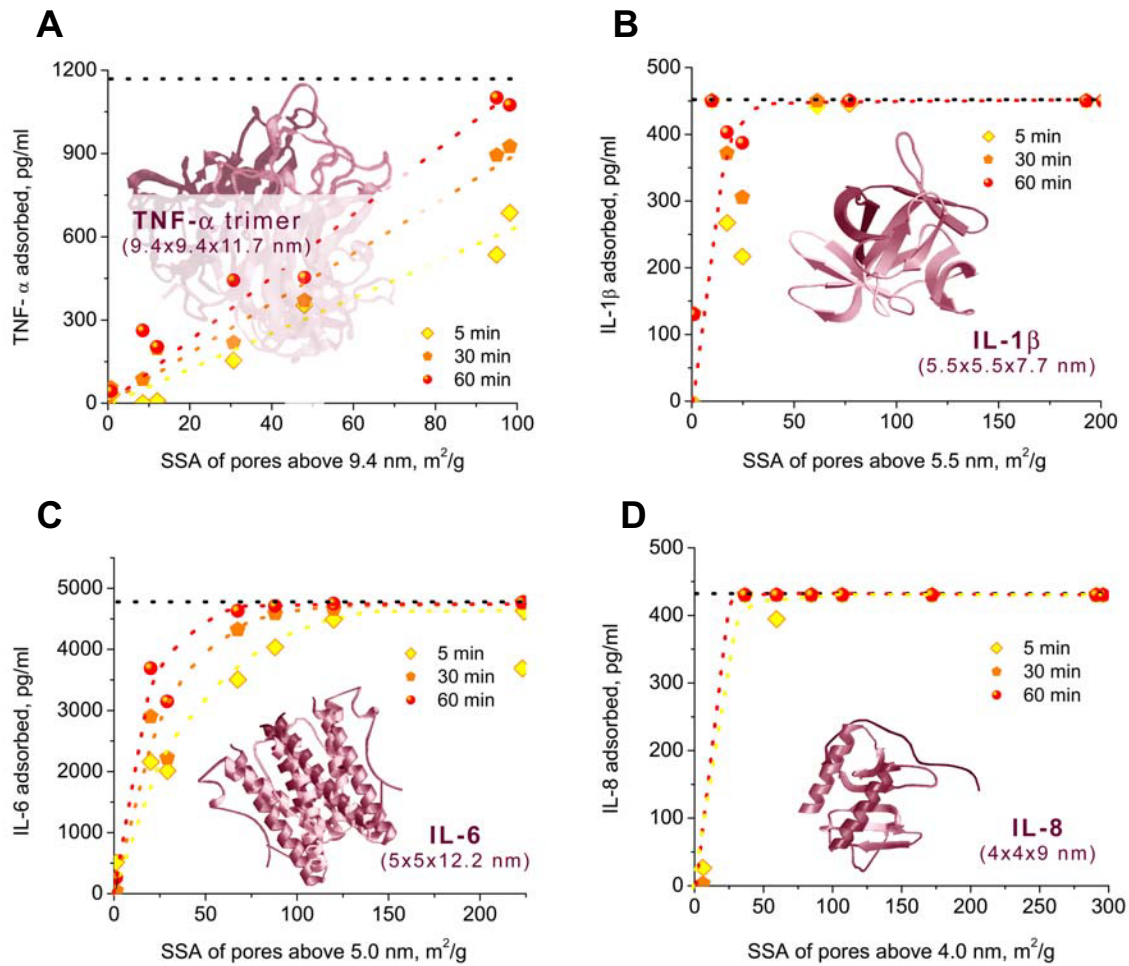 A
TNF- α adsorbed, pg/ml
1200
900
600
300
0
TNF-α trimer
(9.4x9.4x11.7 nm)
5 min
30 min
60 min
0 20 40 60 80 100
SSA of pores above 9.4 nm, m²/g
B
IL-1β adsorbed, pg/ml
500
400
300
200
100
0
5 min
30 min
60 min
IL-1β
(5.5x5.5x7.7 nm)
0 50 100 150 200
SSA of pores above 5.5 nm, m²/g
C
IL-6 adsorbed, pg/ml
5000
4000
3000
2000
1000
0
5 min
30 min
60 min
IL-6
(5x5x12.2 nm)
0 50 100 150 200
SSA of pores above 5.0 nm, m²/g
D
IL-8 adsorbed, pg/ml
500
400
300
200
100
0
5 min
30 min
60 min
IL-8
(4x4x9 nm)
0 50 100 150 200 250 300
SSA of pores above 4.0 nm, m²/g